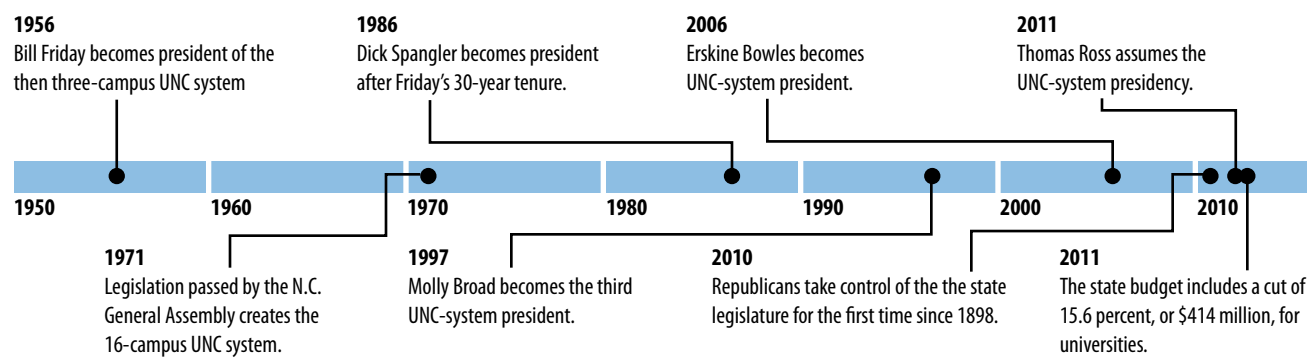 1956
Bill Friday becomes president of the
then three-campus UNC system
1986
Dick Spangler becomes president
after Friday's 30-year tenure.
2006
Erskine Bowles becomes
UNC-system president.
2011
Thomas Ross assumes the
UNC-system presidency.
1950
1960
1970
1980
1990
2000
2010
1971
Legislation passed by the N.C.
General Assembly creates the
16-campus UNC system.
1997
Molly Broad becomes the third
UNC-system president.
2010
Republicans take control of the the state
legislature for the first time since 1898.
2011
The state budget includes a cut of
15.6 percent, or $414 million, for
universities.